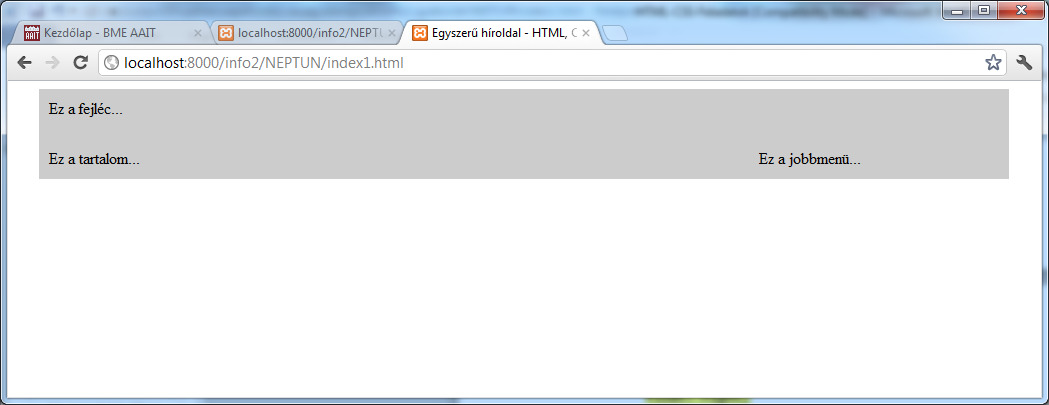 Kezdőlap - BME AAIT
localhost:8000/info2/NEPTU
Egyszerű híroldal - HTML, C
localhost:8000/info2/NEPTUN/index1.html
Ez a fejléc...
Ez a tartalom...
Ez a jobbmenü...